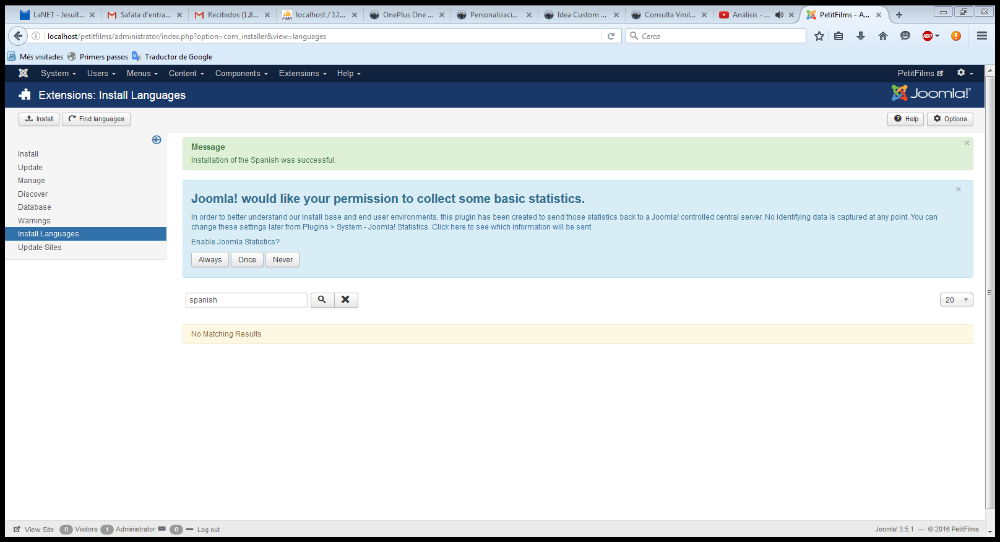 LaNET - Jesuït...
Safata d'entra...
Recibidos (1.8...
localhost / 12...
OnePlus One ...
Personalizaci...
Idea Custom ...
Consulta Vinil...
Análisis - ...
PetitFilms - A...
localhost/petitfilms/administrator/index.php?option=com_installer&view=languages
Cerca
ABP
Més visitades
Primers passos
Traductor de Google
System
Users
Menus
Content
Components
Extensions
Help
PetitFilms
Extensions: Install Languages
Joomla!
Install
Find languages
Help
Options
Install
Update
Manage
Discover
Database
Warnings
Install Languages
Update Sites
Message
Installation of the Spanish was successful.
Joomla! would like your permission to collect some basic statistics.
In order to better understand our install base and end user environments, this plugin has been created to send those statistics back to a Joomla! controlled central server. No identifying data is captured at any point. You can
change these settings later from Plugins > System - Joomla! Statistics. Click here to see which information will be sent.
Enable Joomla Statistics?
Always
Once
Never
spanish
20
No Matching Results
View Site
0 Visitors
1 Administrator
0
Log out
Joomla! 3.5.1 — © 2016 PetitFilms